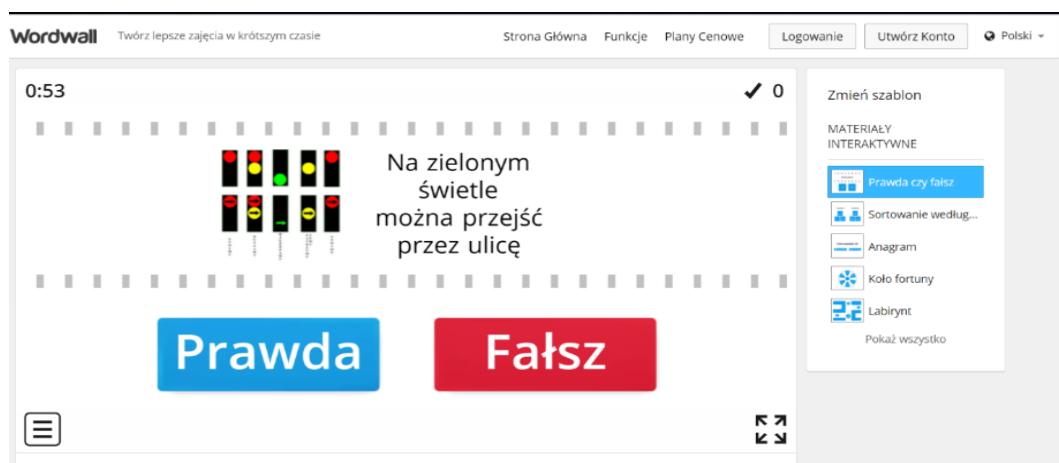 Wordwall Twórz lepsze zajęcia w krótszym czasie Strona Główna Funkcje Plany Cenowe Logowanie Utwórz Konto Polski
0:53
0
Na zielonym
świetle
można przejść
przez ulicę
Prawda
Fałsz
Zmień szablon
MATERIAŁY
INTERAKTYWNE
Prawda czy fałsz
Sortowanie według...
Anagram
Koło fortuny
Labirynt
Pokaż wszystko